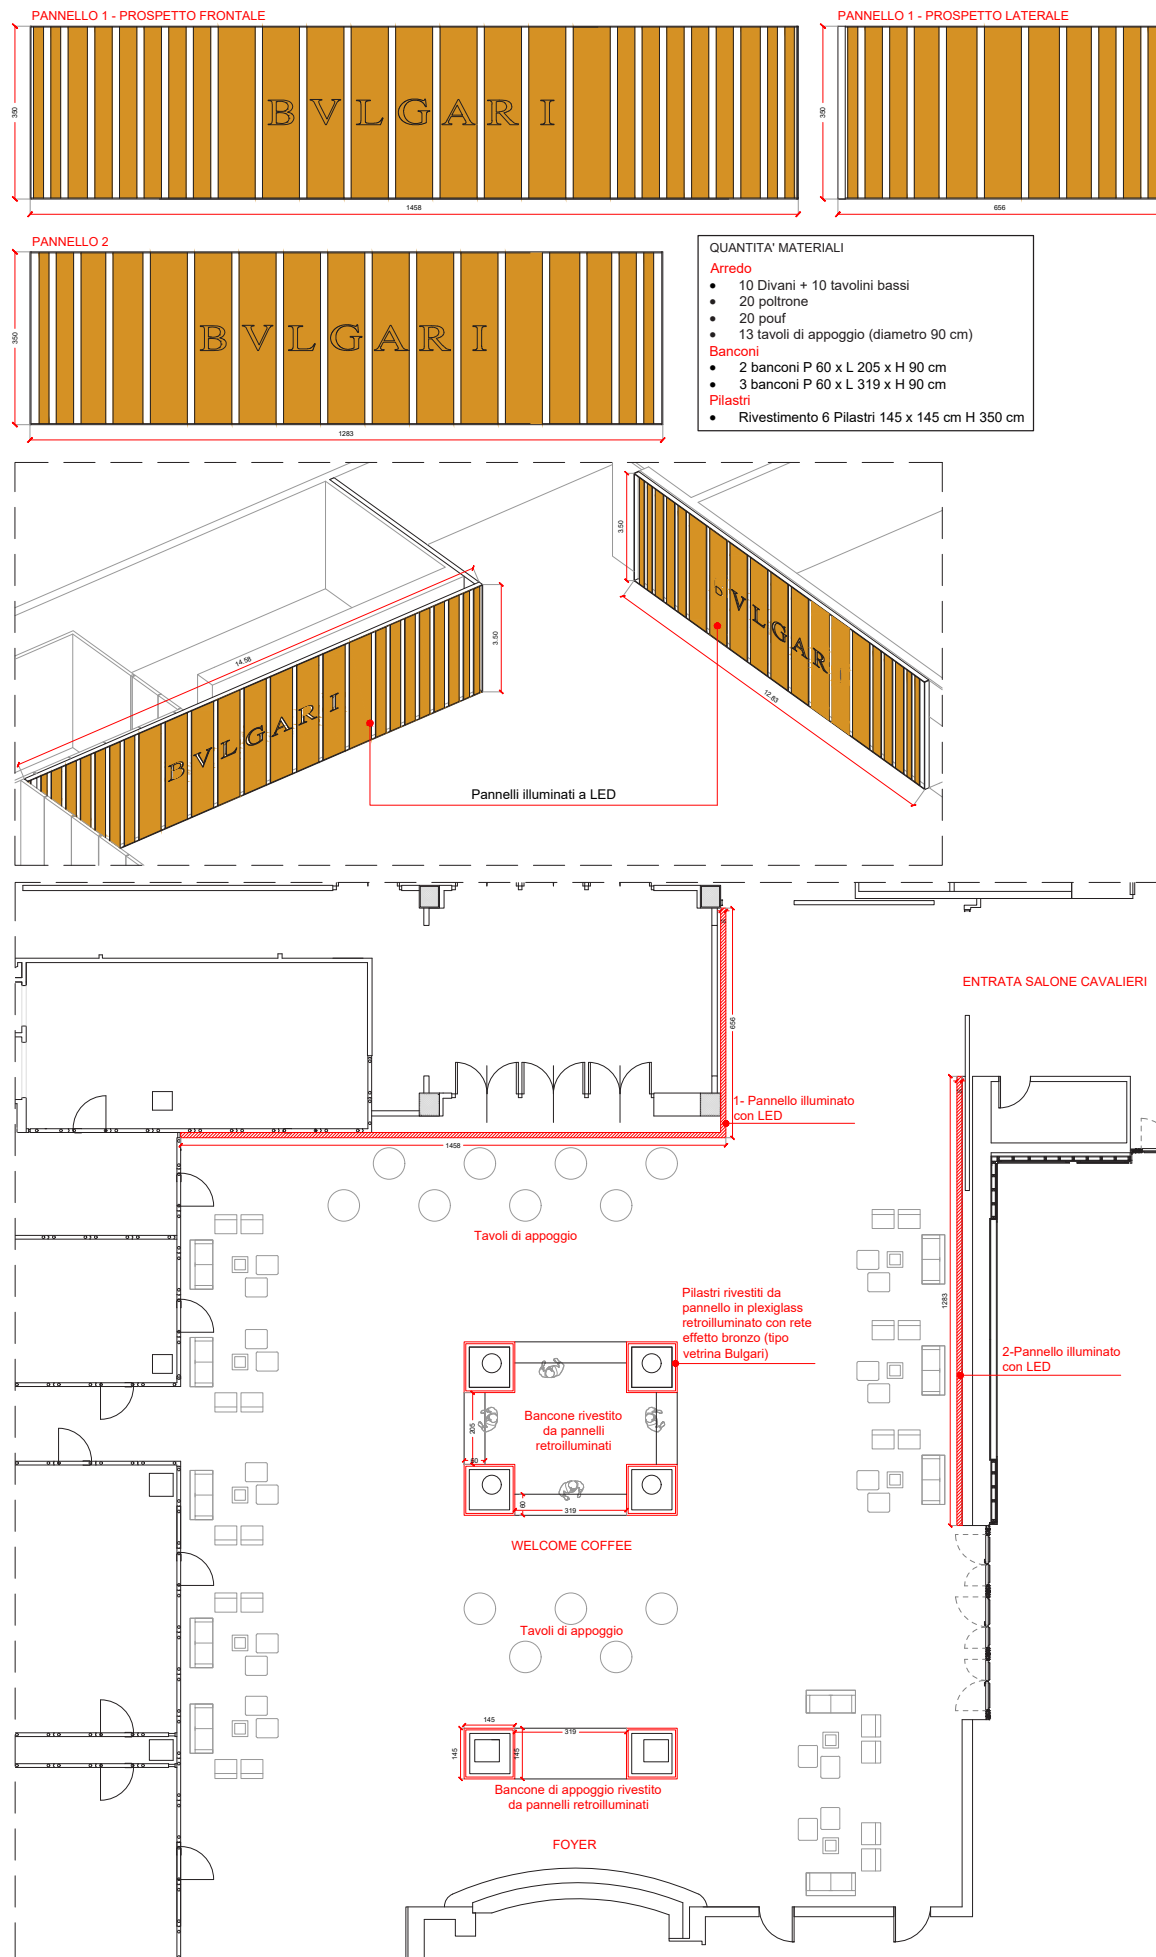 PANNELLO 1 - PROSPETTO FRONTALE
PANNELLO 1 - PROSPETTO LATERALE
350
BVLGARI
1458
350
656
PANNELLO 2
350
BVLGARI
1283
QUANTITA' MATERIALI
Arredo
• 10 Divani + 10 tavolini bassi
• 20 poltrone
• 20 pouf
• 13 tavoli di appoggio (diametro 90 cm)
Banconi
• 2 banconi P 60 x L 205 x H 90 cm
• 3 banconi P 60 x L 319 x H 90 cm
Pilastri
• Rivestimento 6 Pilastri 145 x 145 cm H 350 cm
14.58
3.50
BVLGARI
3.50
VLGAR
12.83
Pannelli illuminati a LED
ENTRATA SALONE CAVALIERI
656
1- Pannello illuminato
con LED
1458
Tavoli di appoggio
1283
Pilastri rivestiti da
pannello in plexiglass
retroilluminato con rete
effetto bronzo (tipo
vetrina Bulgari)
2-Pannello illuminato
con LED
Bancone rivestito
da pannelli
retroilluminati
205
60
60
319
WELCOME COFFEE
Tavoli di appoggio
145
145
145
319
Bancone di appoggio rivestito
da pannelli retroilluminati
FOYER